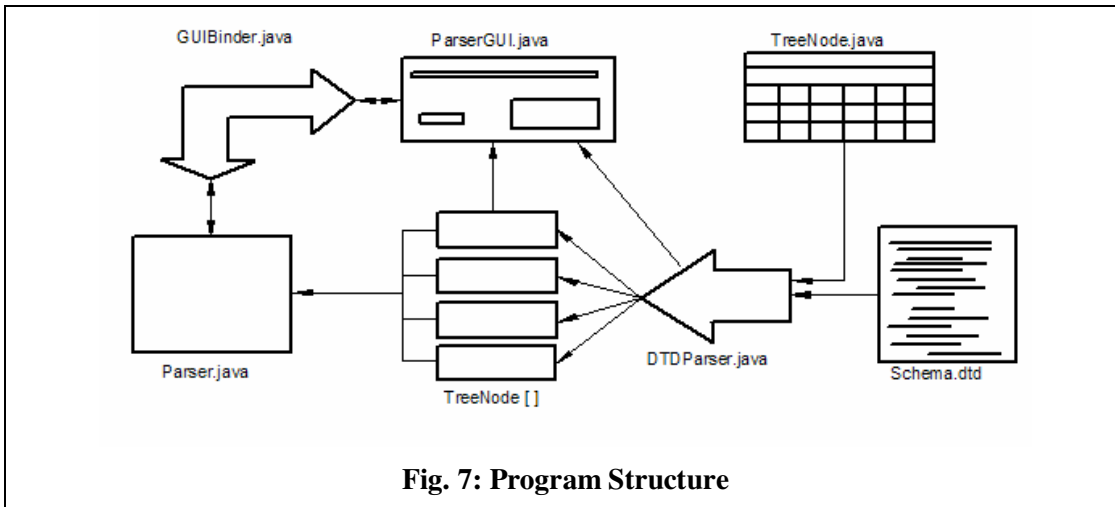 GUIBinder.java
ParserGUI.java
TreeNode.java
Parser.java
TreeNode [ ]
DTDParser.java
Schema.dtd
Fig. 7: Program Structure